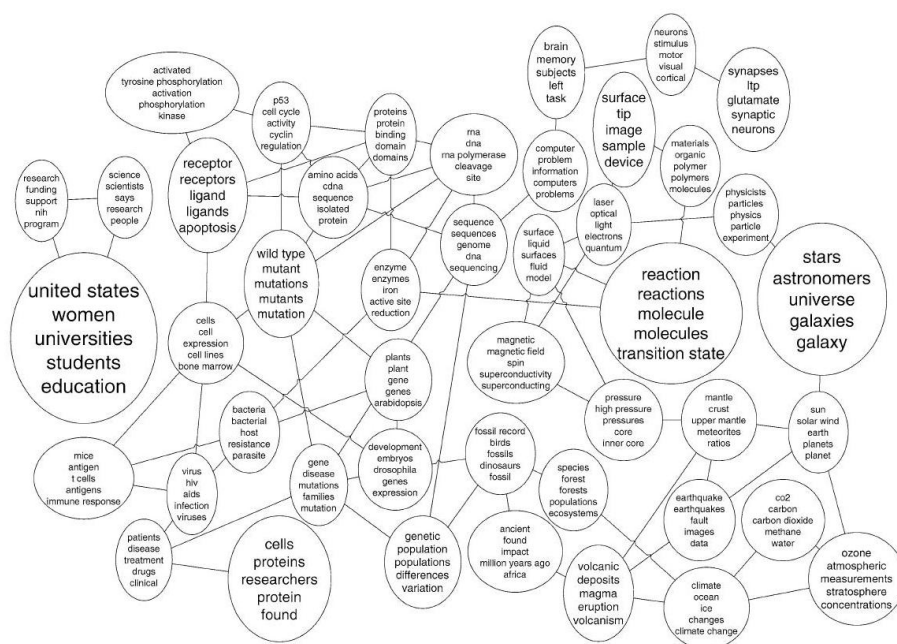 activated
tyrosine phosphorylation
activation
phosphorylation
kinase
p53
cell cycle
activity
cyclin
regulation
proteins
protein
binding
domain
domains
rna
dna
rna polymerase
cleavage
site
brain
memory
subjects
left
task
neurons
stimulus
motor
visual
cortical
synapses
ltp
glutamate
synaptic
neurons
surface
tip
image
sample
device
computer
problem
information
computers
problems
materials
organic
polymer
polymers
molecules
research
funding
support
nih
program
science
scientists
says
research
people
receptor
receptors
ligand
ligands
apoptosis
amino acids
cdna
sequence
isolated
protein
sequence
sequences
genome
dna
sequencing
surface
liquid
surfaces
fluid
model
laser
optical
light
electrons
quantum
physicists
particles
physics
particle
experiment
wild type
mutant
mutations
mutants
mutation
enzyme
enzymes
iron
active site
reduction
reaction
reactions
molecule
molecules
transition state
stars
astronomers
universe
galaxies
galaxy
united states
women
universities
students
education
cells
cell
expression
cell lines
bone marrow
plants
plant
gene
genes
arabidopsis
magnetic
magnetic field
spin
superconductivity
superconducting
bacteria
bacterial
host
resistance
parasite
pressure
high pressure
pressures
core
inner core
mantle
crust
upper mantle
meteorites
ratios
sun
solar wind
earth
planets
planet
mice
antigen
t cells
antigens
immune response
virus
hiv
aids
infection
viruses
gene
disease
mutations
families
mutation
development
embryos
drosophila
genes
expression
fossil record
birds
fossils
dinosaurs
fossil
species
forest
forests
populations
ecosystems
earthquake
earthquakes
fault
images
data
co2
carbon
carbon dioxide
methane
water
patients
disease
treatment
drugs
clinical
cells
proteins
researchers
protein
found
genetic
population
populations
differences
variation
ancient
found
impact
million years ago
africa
volcanic
deposits
magma
eruption
volcanism
climate
ocean
ice
changes
climate change
ozone
atmospheric
measurements
stratosphere
concentrations